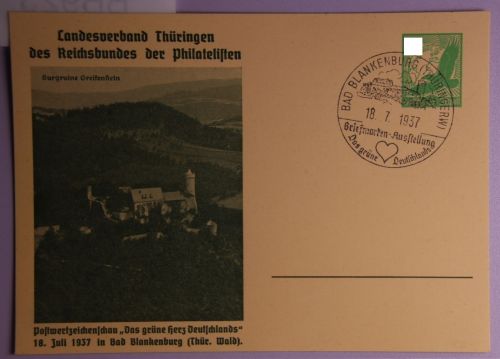 Landesverband Thüringen
des Reichsbundes der Philatelisten
Burgruine Greifenstein
Postwertzeichenschau „Das grüne Herz Deutschlands"
18. Juli 1937 in Bad Blankenburg (Thür. Wald).
BAD BLANKENBURG
18. 7. 1937
Briefmarken-Ausstellung
Das grüne Deutschlands